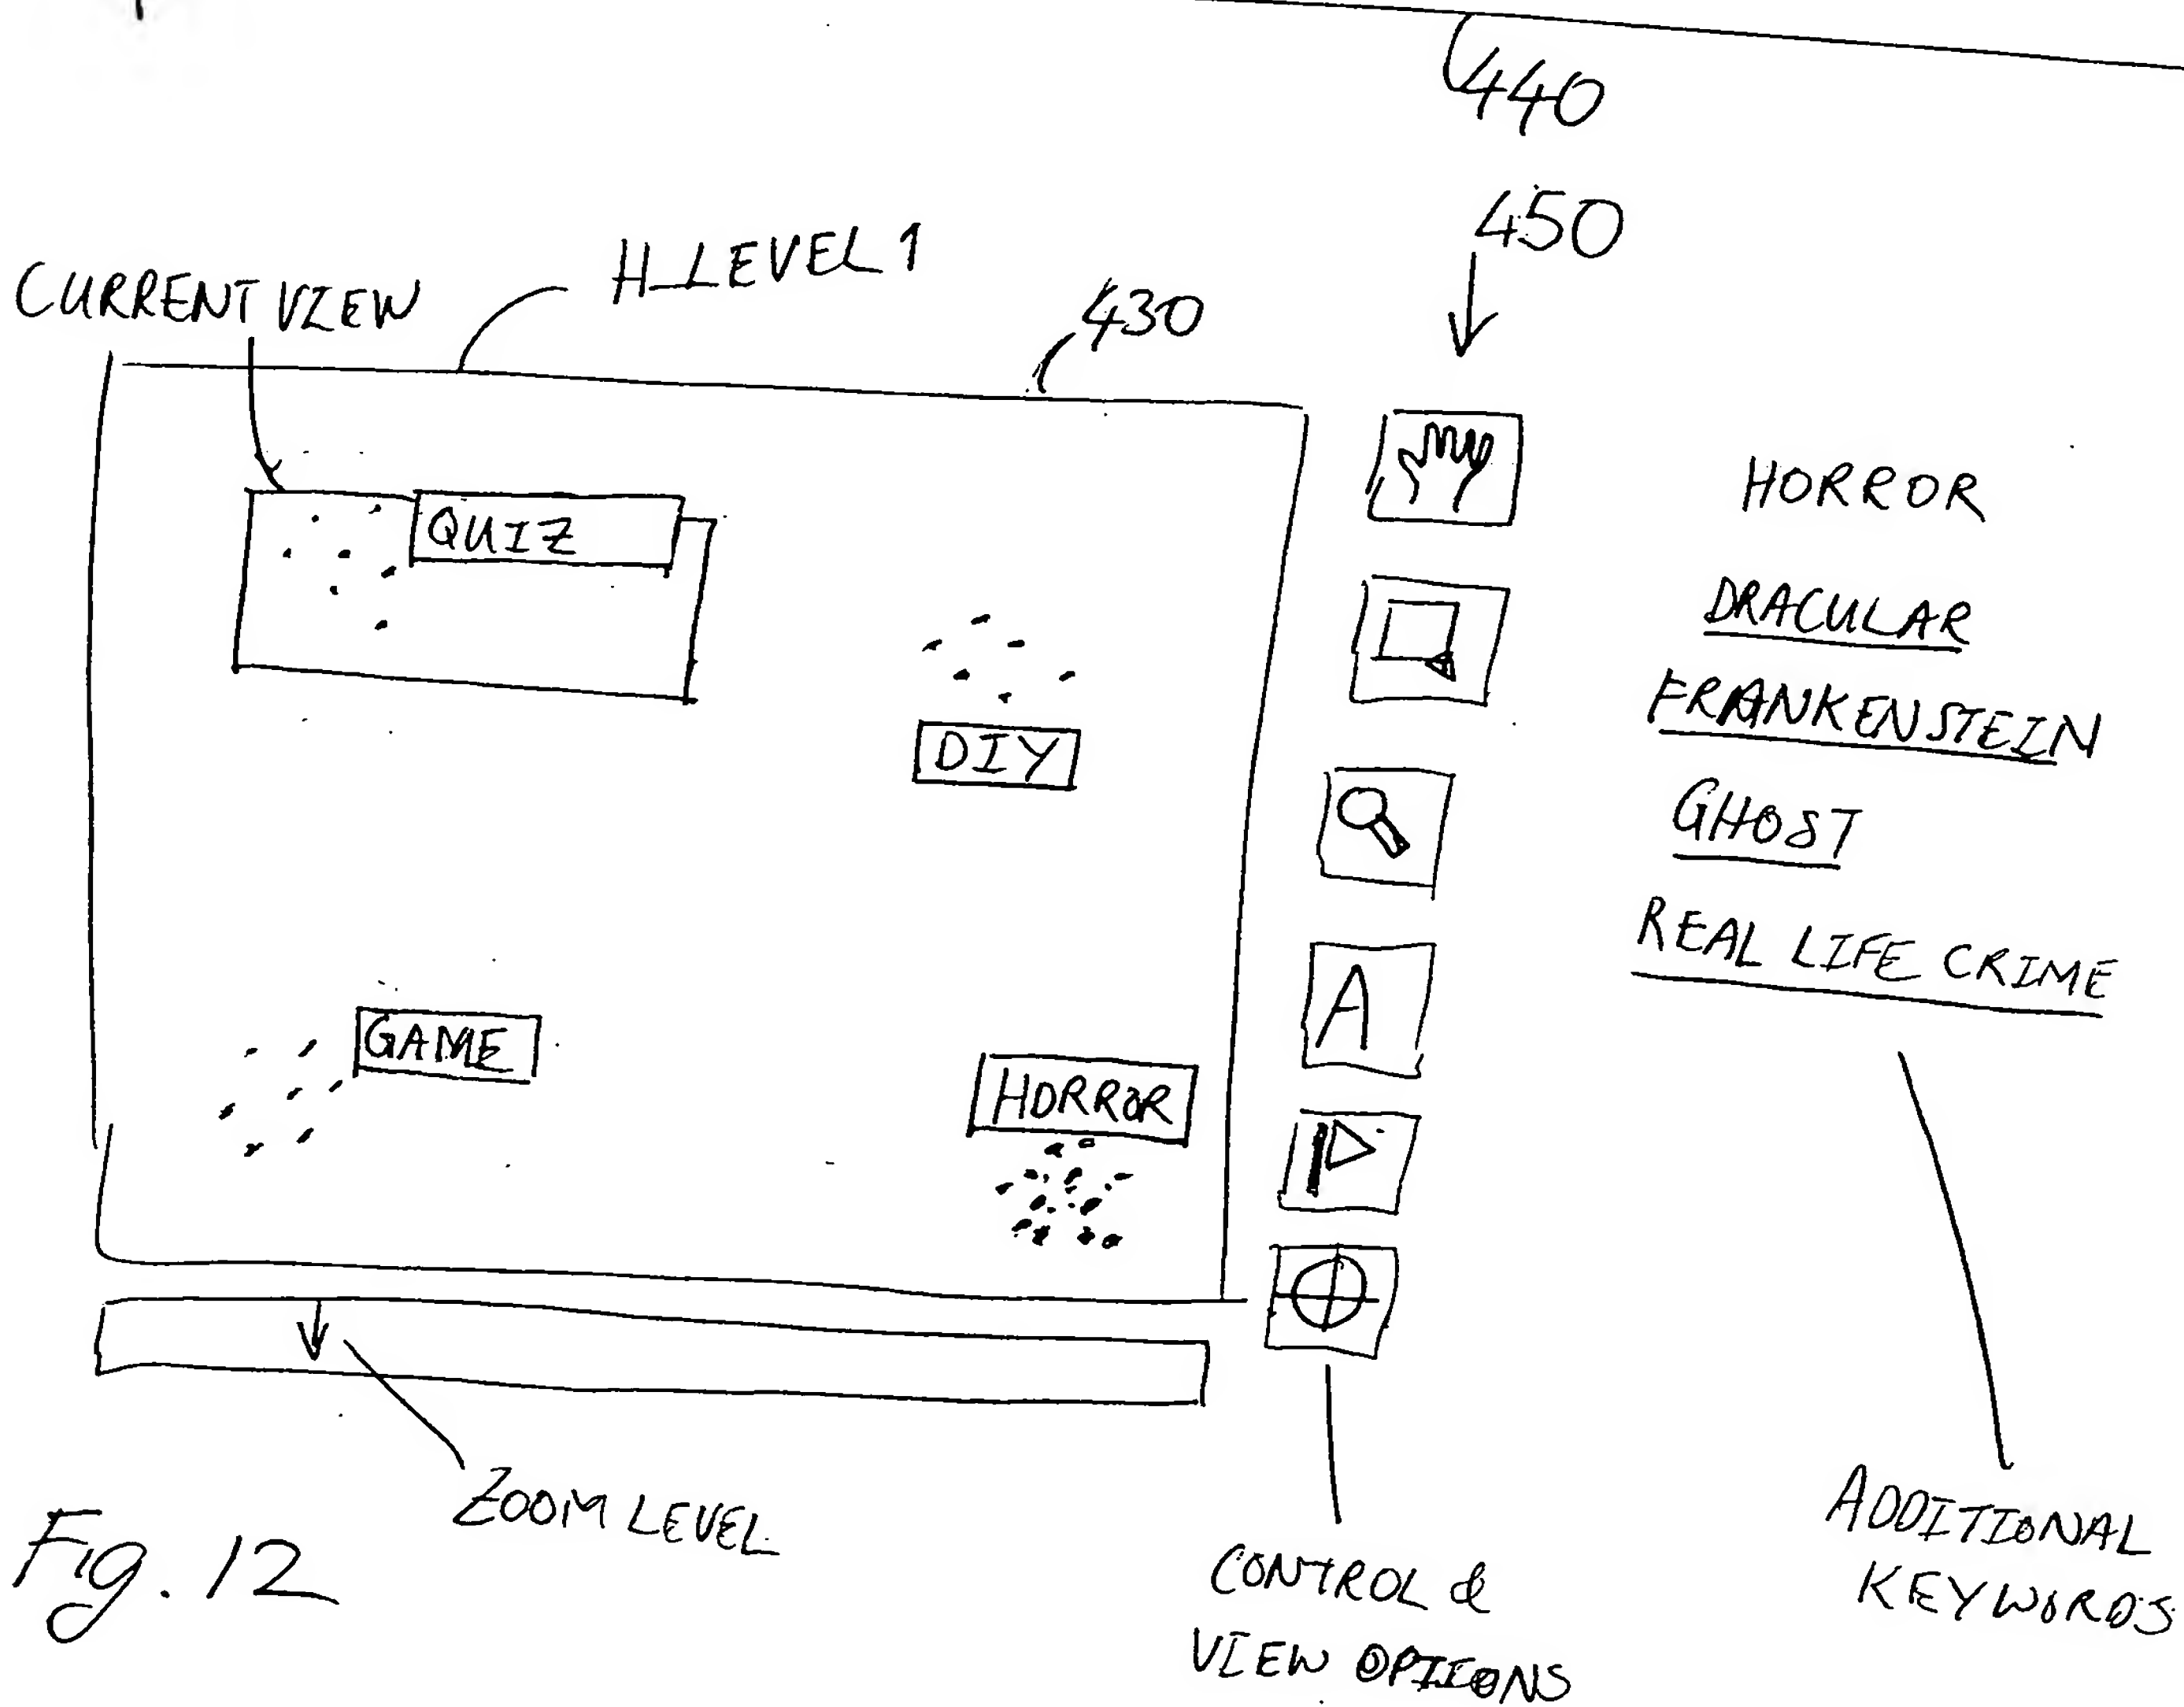 440
450
H_LEVEL 1
CURRENT VIEW
430
QUIZ
HORROR
DRACULAR
FRANKENSTEIN
DIY
GHOST
A
REAL LIFE CRIME
GAME
HORROR
ZOOM LEVEL
Fig. 12
CONTROL &
VIEW OPTIONS
ADDITIONAL
KEYWORDS